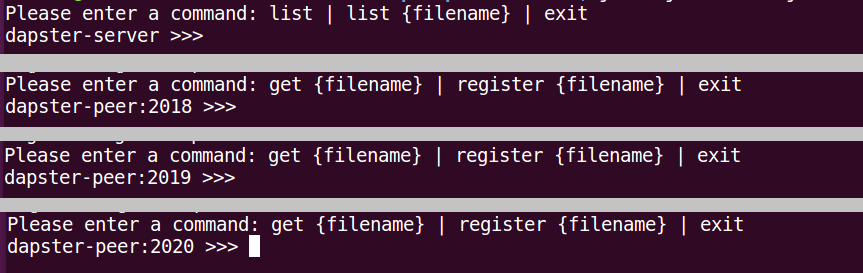 Please enter a command: list | list {filename} | exit
dapster-server >>>
Please enter a command: get {filename} | register {filename} | exit
dapster-peer:2018 >>>
Please enter a command: get {filename} | register {filename} | exit
dapster-peer:2019 >>>
Please enter a command: get {filename} | register {filename} | exit
dapster-peer:2020 >>>